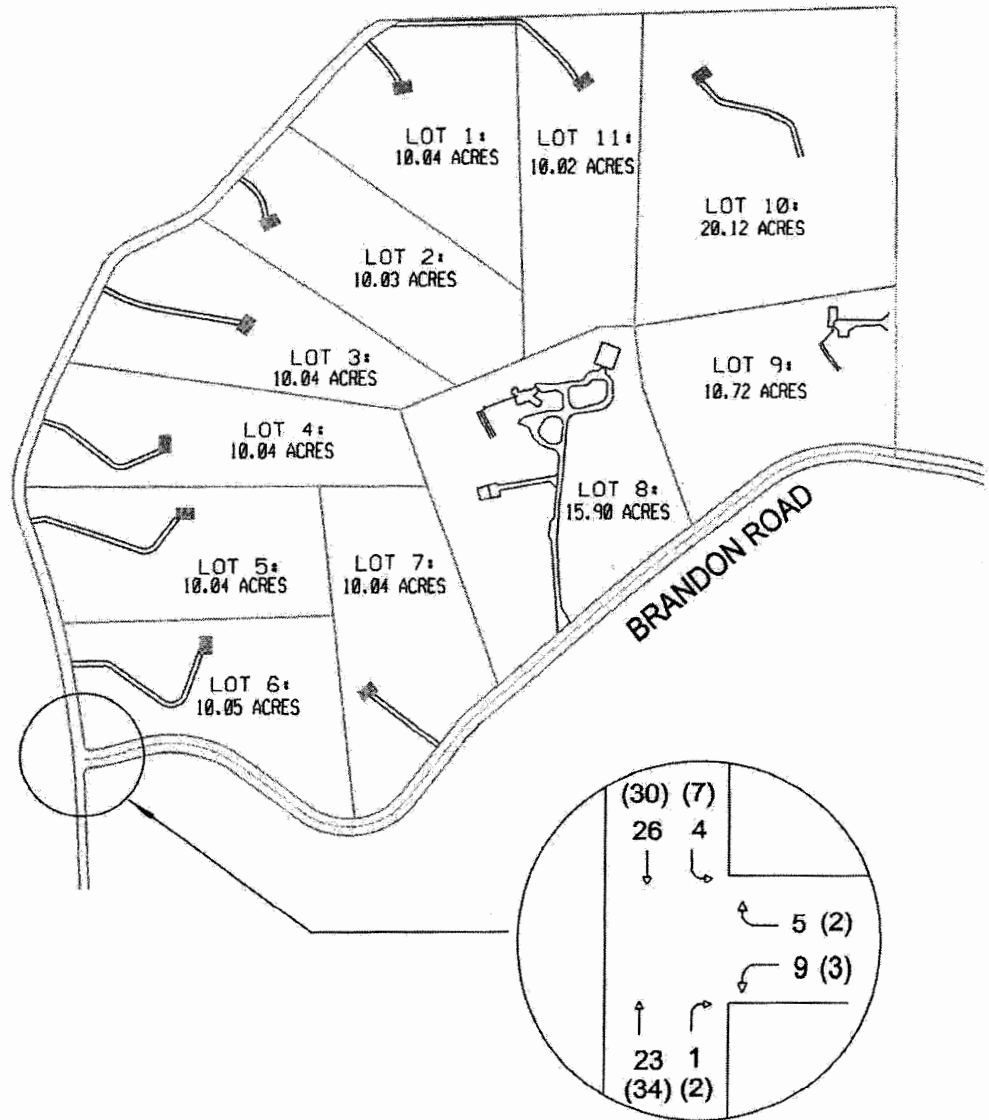 LOT 1:
10.04 ACRES
LOT 11:
10.02 ACRES
LOT 10:
20.12 ACRES
LOT 2:
10.03 ACRES
LOT 3:
10.04 ACRES
LOT 9:
10.72 ACRES
LOT 4:
10.04 ACRES
LOT 8:
15.90 ACRES
BRANDON ROAD
LOT 5:
10.04 ACRES
LOT 7:
10.04 ACRES
LOT 6:
10.05 ACRES
(30) (7)
26 4
5 (2)
9 (3)
23 1
(34) (2)